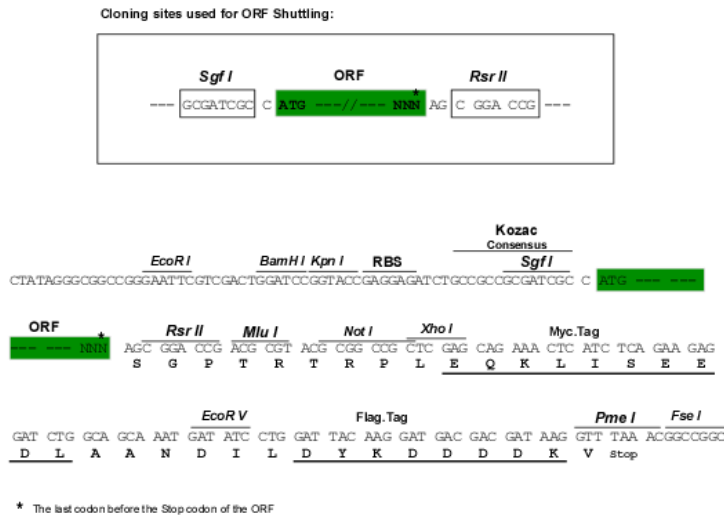 Cloning sites used for ORF Shuttling:
Sgf I ORF Rsr II
--- GCGATCGC C ATG ---//--- NNN* AG C GGA CCG ---
Kozac
Consensus
EcoR I BamH I Kpn I RBS Sgf I
CTATAGGGCGGCCGGGAATTCGTCGACTGGATCCGGTACCGAGGAGATCTGCCGCCGCGATCGC C ATG --- ---
ORF Rsr II Mlu I Not I Xho I Myc.Tag
--- --- NNN* AGC GGA CCG ACG CGT ACG CGG CCG CTC GAG CAG AAA CTC ATC TCA GAA GAG
S G P T R T R P L E Q K L I S E E
EcoR V Flag.Tag Pme I Fse I
GAT CTG GCA GCA AAT GAT ATC CTG GAT TAC AAG GAT GAC GAC GAT AAG GTT TAA ACGGCCGGC
D L A A N D I L D Y K D D D D K V Stop
* The last codon before the Stop codon of the ORF